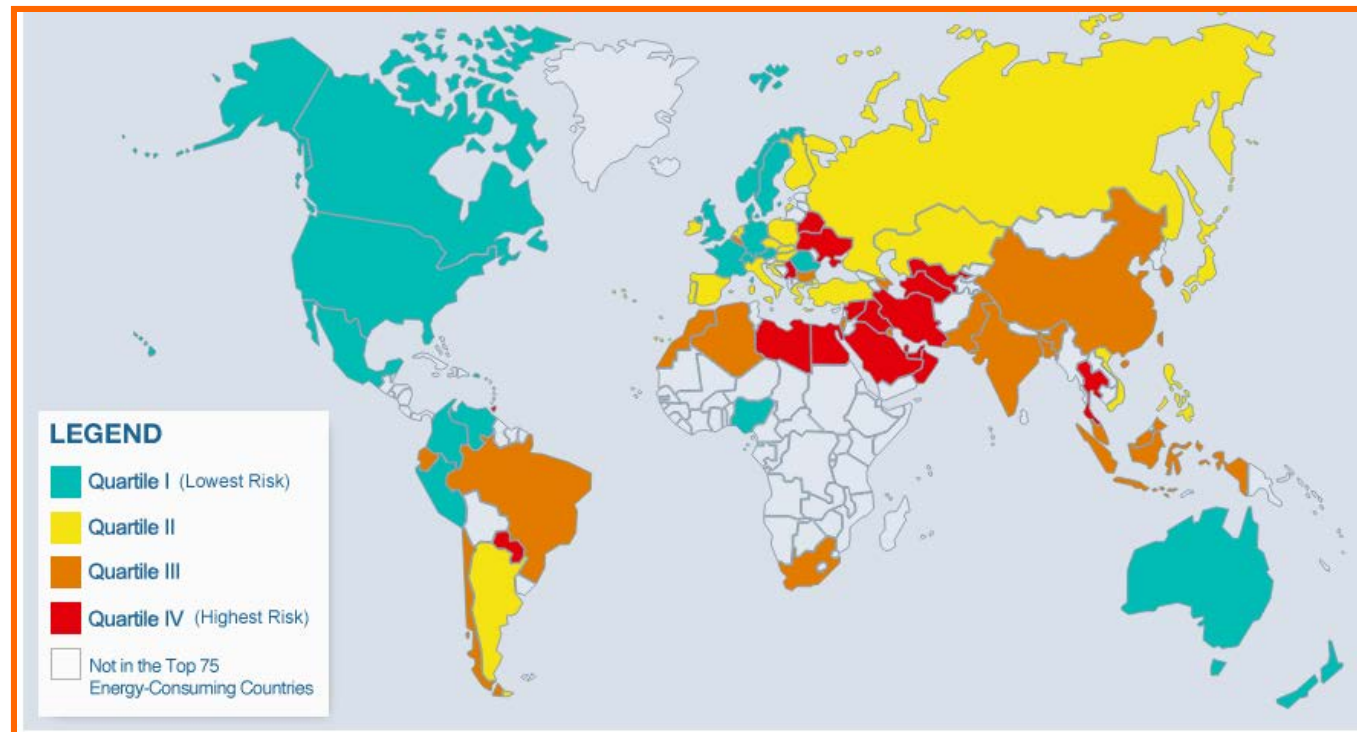 LEGEND
Quartile I (Lowest Risk)
Quartile II
Quartile III
Quartile IV (Highest Risk)
Not in the Top 75
Energy-Consuming Countries